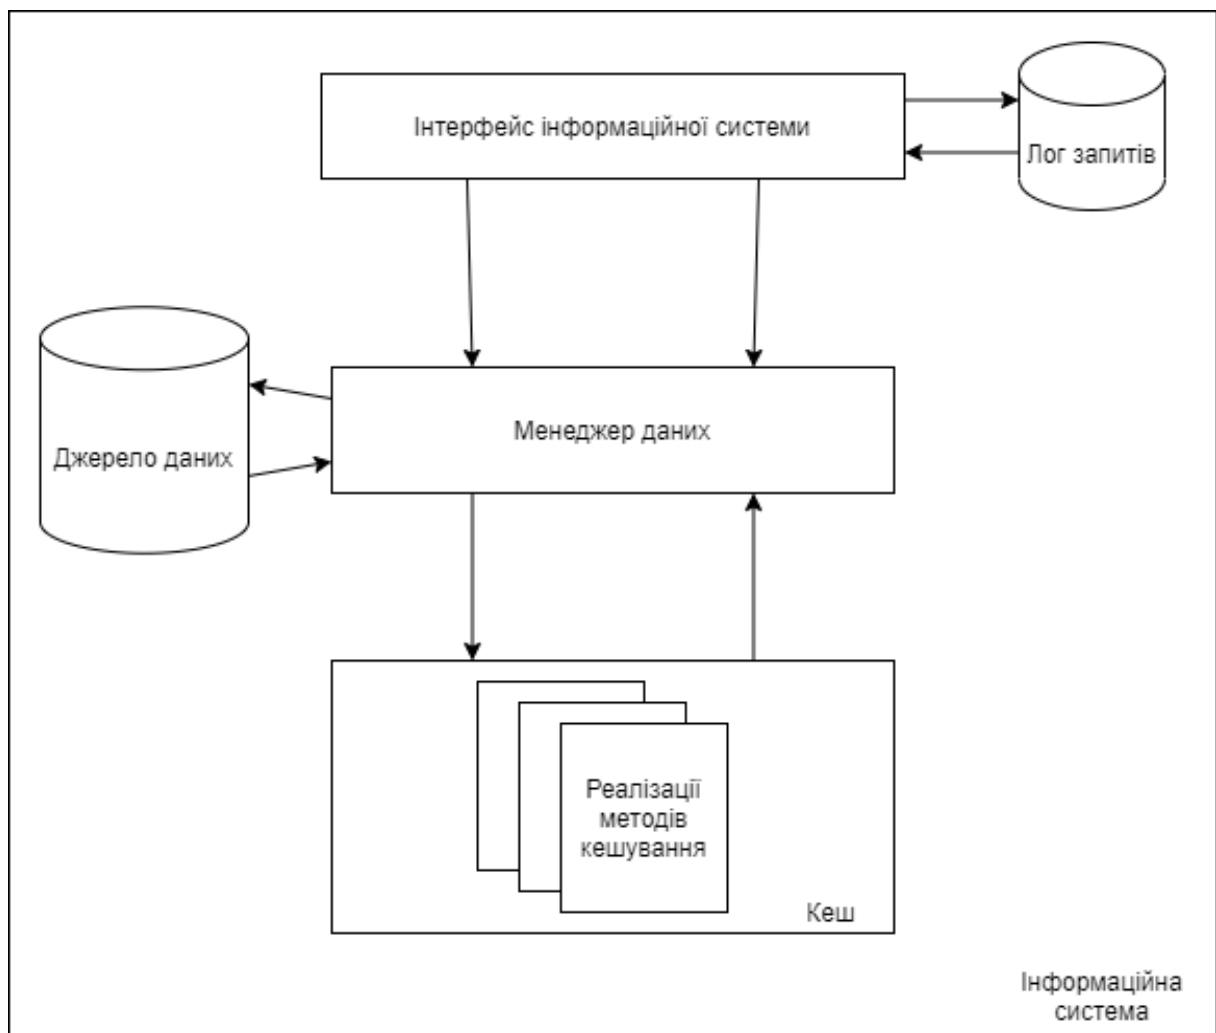 Інтерфейс інформаційної системи
Лог запитів
Джерело даних
Менеджер даних
Реалізації
методів
кешування
Кеш
Інформаційна
система